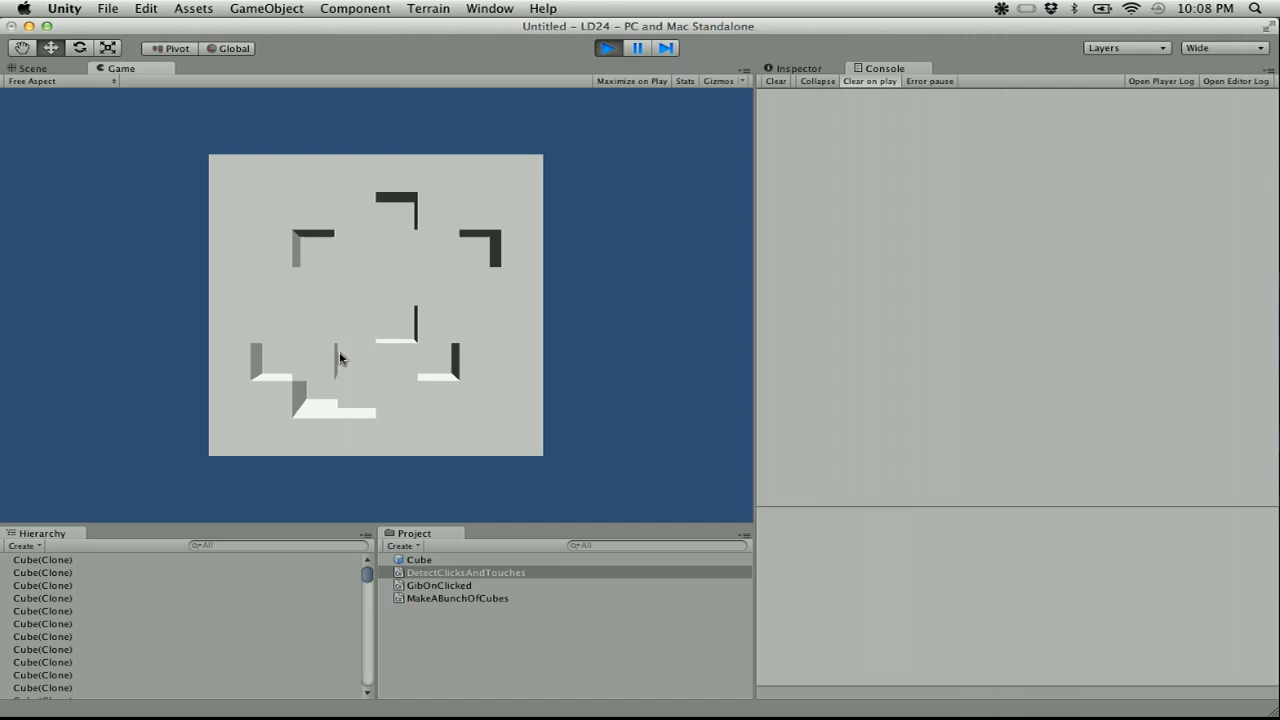 Unity File Edit Assets GameObject Component Terrain Window Help 10:08 PM
Untitled - LD24 - PC and Mac Standalone
Pivot Global Layers Wide
Scene Game Inspector Console
Free Aspect Maximize on Play Stats Gizmos Clear Collapse Clear on play Error pause Open Player Log Open Editor Log
Hierarchy Project
Create All Create All
Cube(Clone) Cube
Cube(Clone) DetectClicksAndTouches
Cube(Clone) GibOnClicked
Cube(Clone) MakeABunchOfCubes
Cube(Clone)
Cube(Clone)
Cube(Clone)
Cube(Clone)
Cube(Clone)
Cube(Clone)
Cube(Clone)